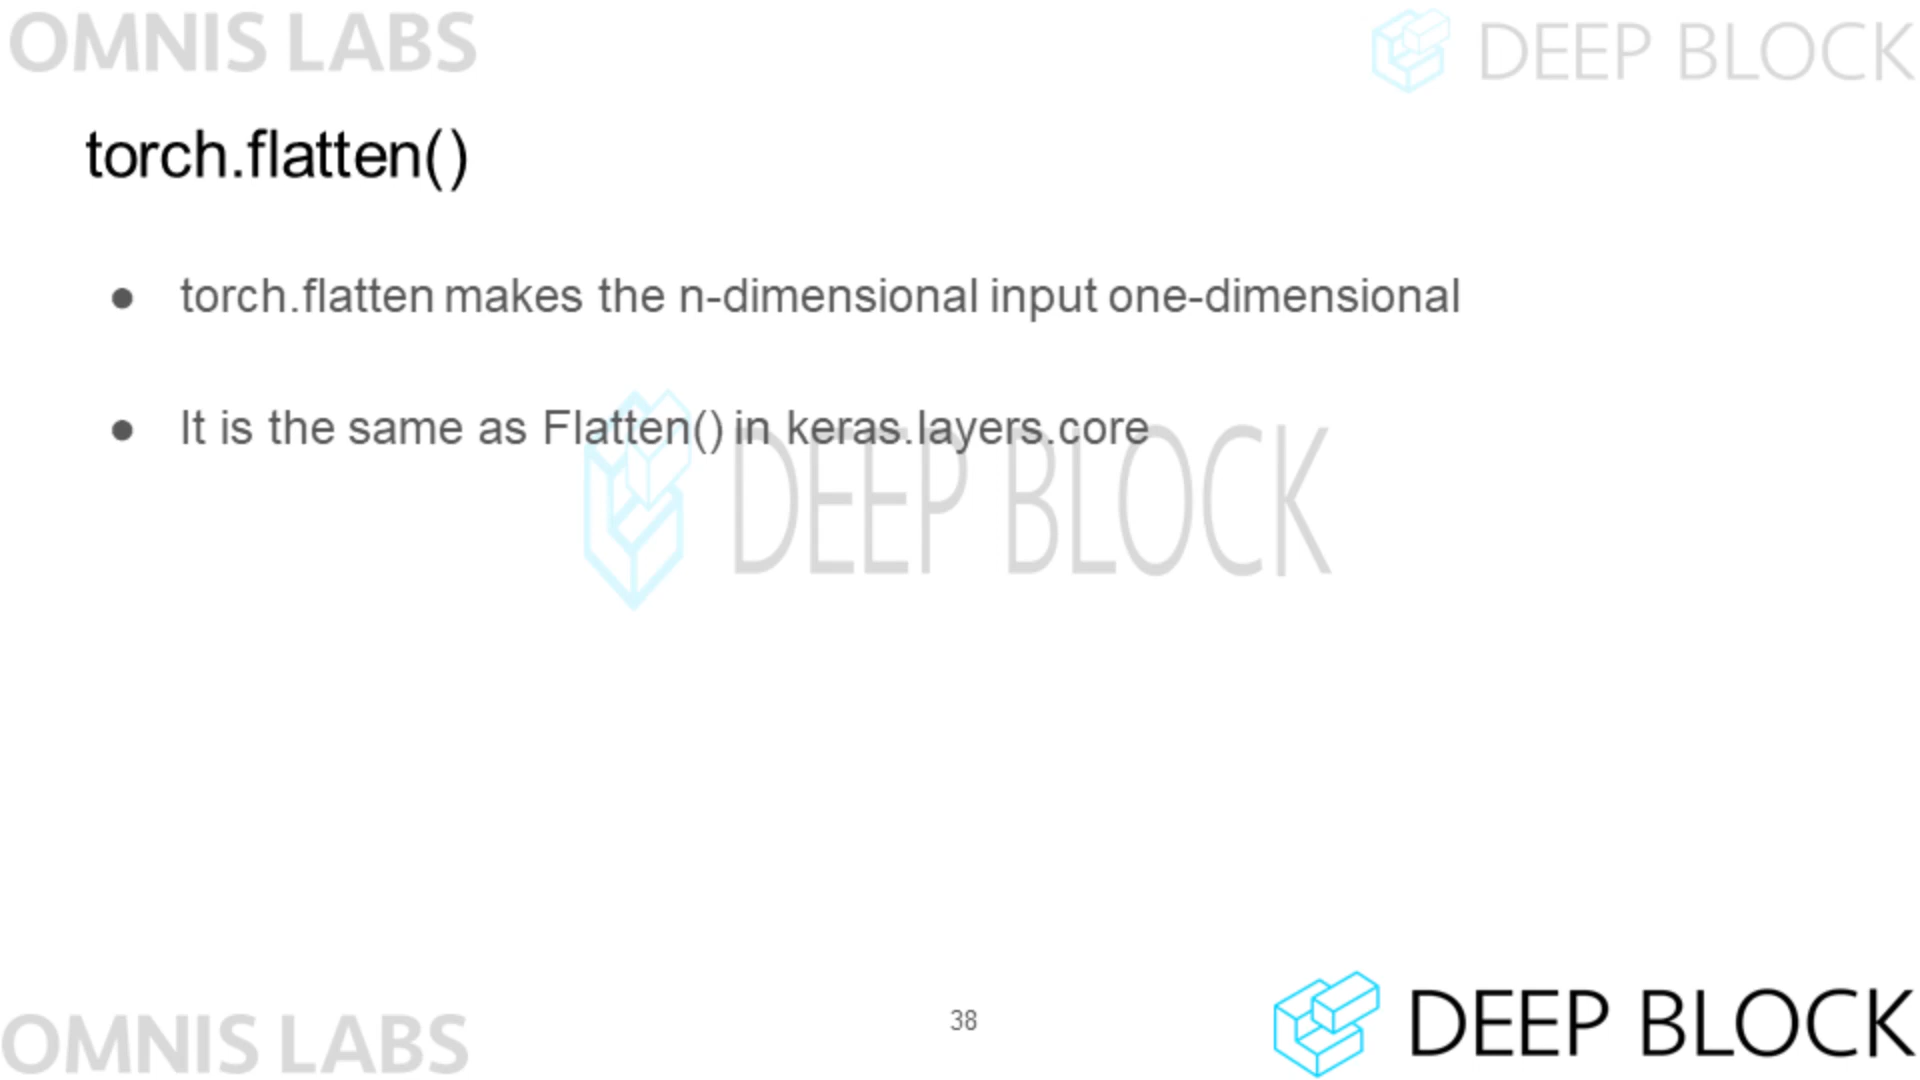 OMNIS LABS
DEEP BLOCK
torch.flatten()
● torch.flatten makes the n-dimensional input one-dimensional
● It is the same as Flatten() in keras.layers.core
DEEP BLOCK
OMNIS LABS
38
DEEP BLOCK